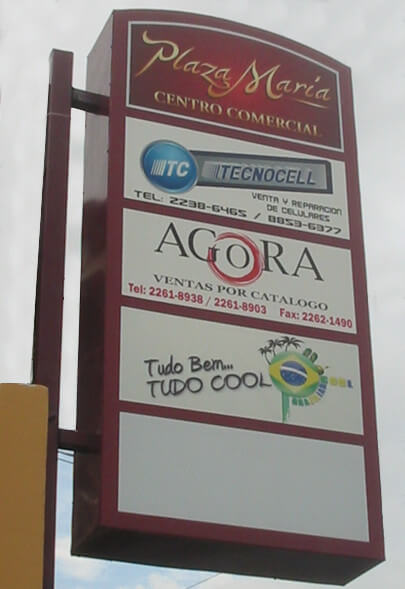 Plaza María
CENTRO COMERCIAL
TC TECNOCELL
VENTA Y REPARACION
DE CELULARES
TEL: 2238-6465 / 8853-6377
AGORA
VENTAS POR CATALOGO
Tel: 2261-8938 / 2261-8903 Fax: 2262-1490
Tudo Bem...
TUDO COOL